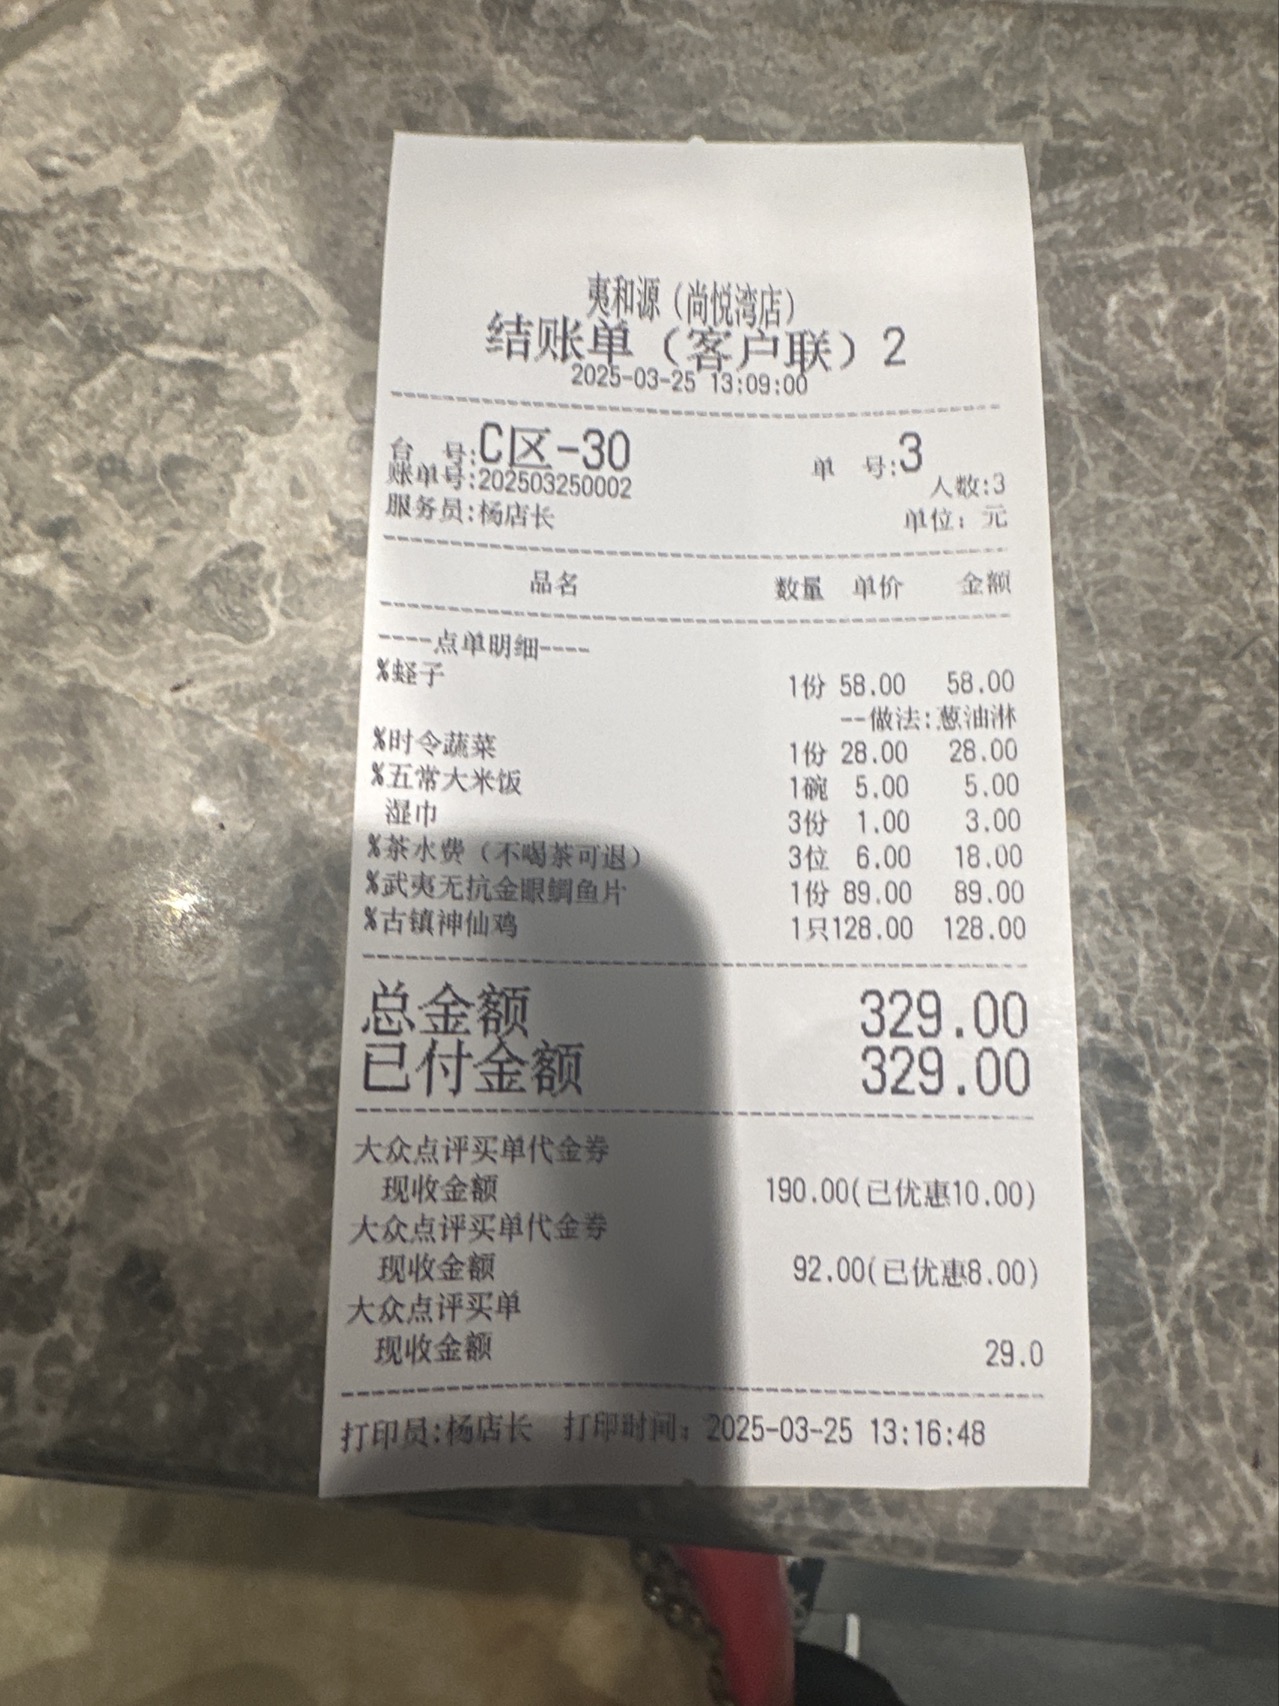 夷和源（尚悦湾店）
结账单（客户联）2
2025-03-25 13:09:00
台 号:C区-30 单 号:3
账单号:202503250002 人数:3
服务员:杨店长 单位：元
品名 数量 单价 金额
----点单明细----
%蛏子 1份 58.00 58.00
--做法:葱油淋
%时令蔬菜 1份 28.00 28.00
%五常大米饭 1碗 5.00 5.00
湿巾 3份 1.00 3.00
%茶水费（不喝茶可退） 3位 6.00 18.00
%武夷无抗金眼鲷鱼片 1份 89.00 89.00
%古镇神仙鸡 1只 128.00 128.00
总金额 329.00
已付金额 329.00
大众点评买单代金券
现收金额 190.00(已优惠10.00)
大众点评买单代金券
现收金额 92.00(已优惠8.00)
大众点评买单
现收金额 29.0
打印员:杨店长 打印时间：2025-03-25 13:16:48